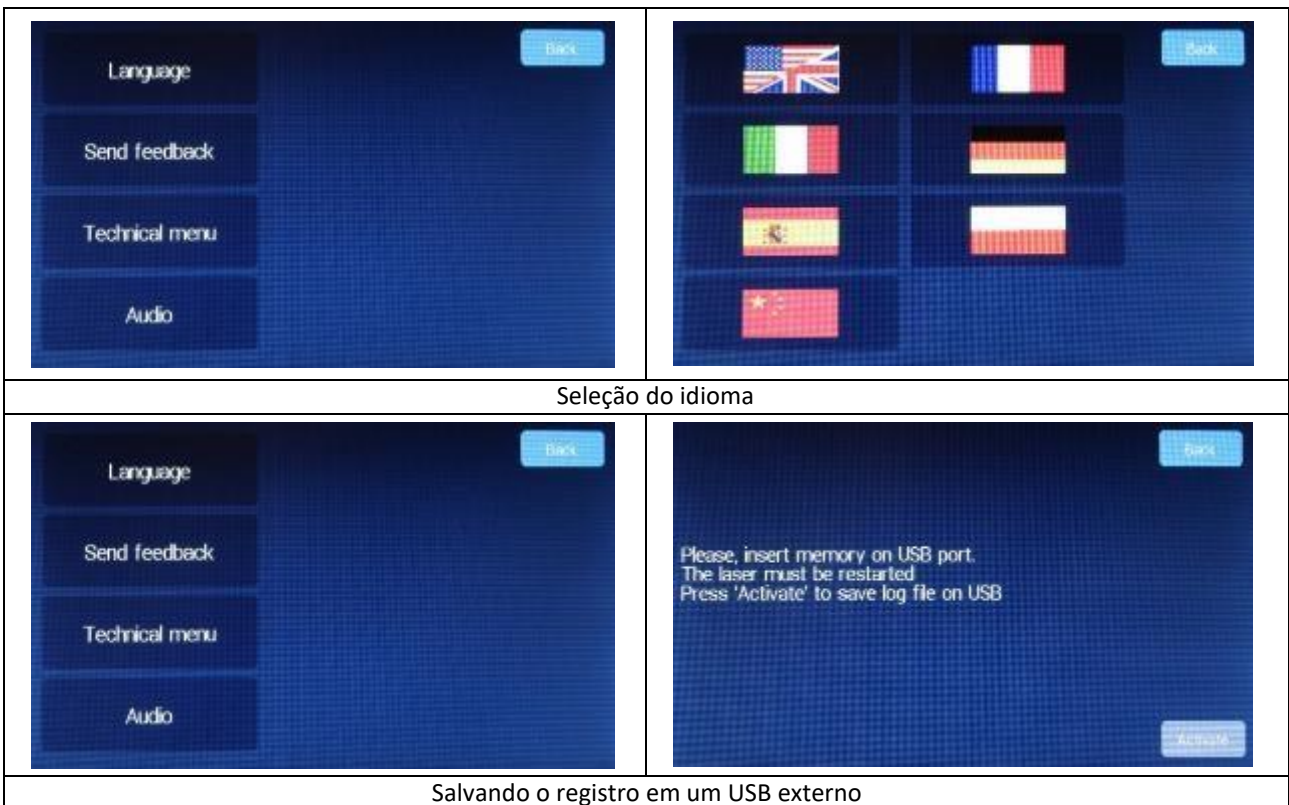 Language
Back
Send feedback
Technical menu
Audio
Back
Seleção do idioma
Language
Back
Send feedback
Technical menu
Audio
Back
Please, insert memory on USB port.
The laser must be restarted
Press 'Activate' to save log file on USB
Activate
Salvando o registro em um USB externo